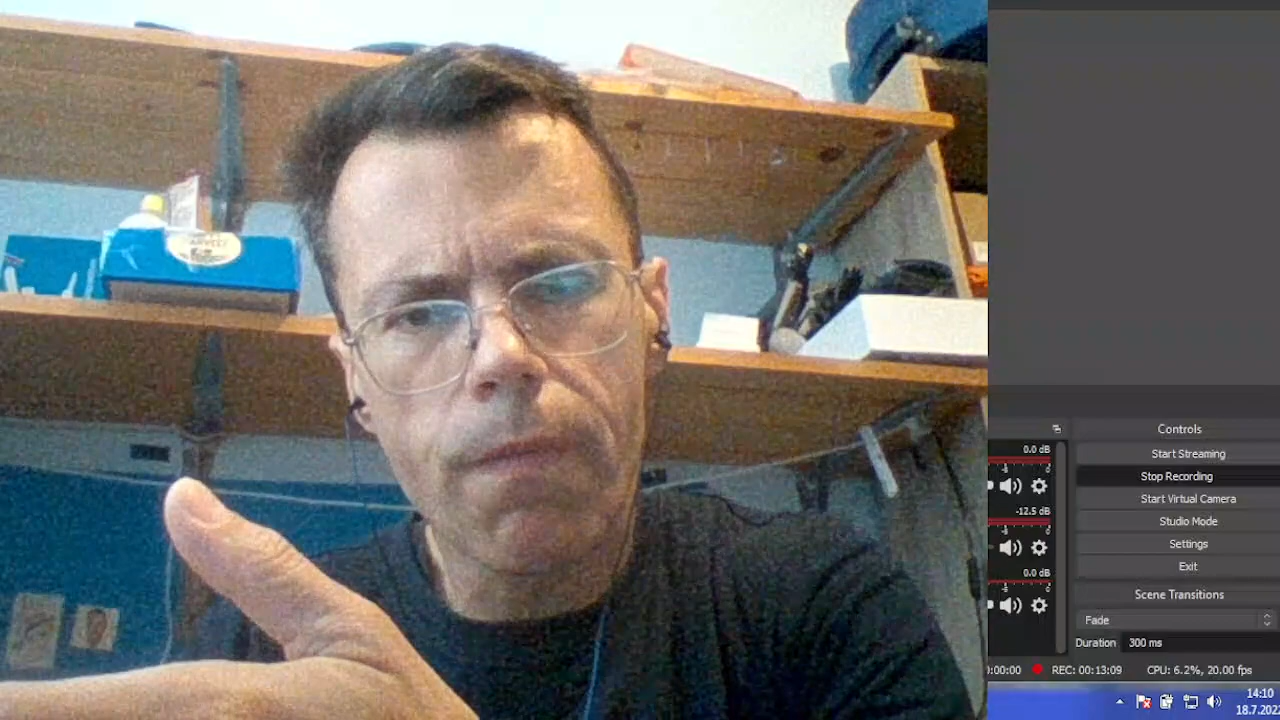 Controls
0.0 dB
Start Streaming
Stop Recording
Start Virtual Camera
-12.5 dB
Studio Mode
Settings
0.0 dB
Exit
Scene Transitions
Fade
Duration 300 ms
0:00:00 REC: 00:13:09 CPU: 6.2%, 20.00 fps
14:10
18.7.202